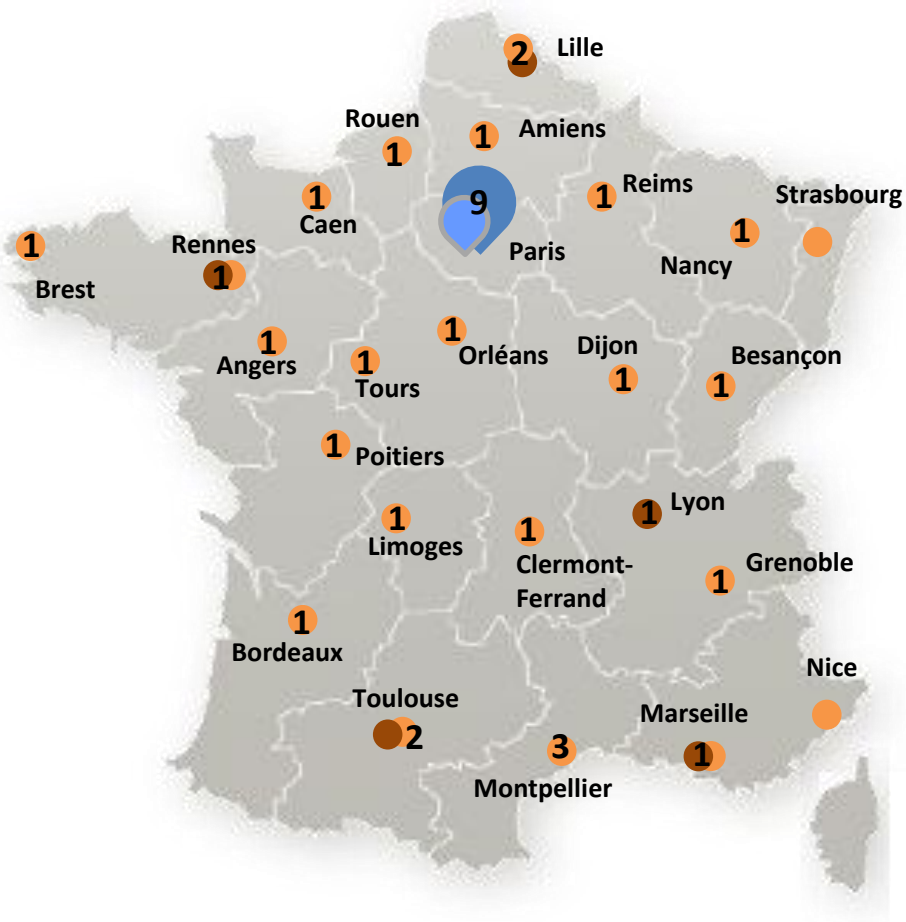 2
Lille
Rouen
1
Amiens
1
9
1
Reims
Strasbourg
1
Caen
1
Nancy
Paris
1
Brest
Rennes
1
1
Angers
1
Orléans
1
Tours
Dijon
1
Besançon
1
1
Poitiers
1
Lyon
1
Limoges
1
Clermont-
Ferrand
Grenoble
1
1
Bordeaux
Nice
Toulouse
2
Marseille
1
3
Montpellier